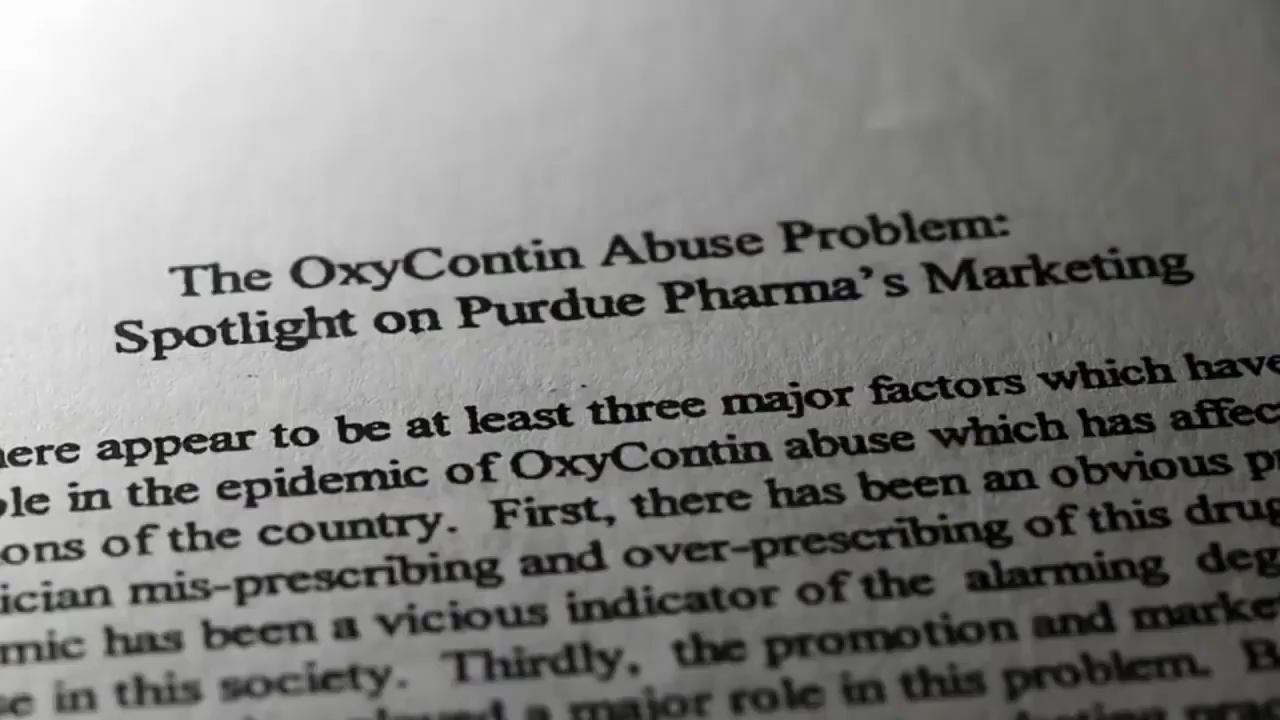 The OxyContin Abuse Problem:
Spotlight on Purdue Pharma's Marketing
here appear to be at least three major factors which have
le in the epidemic of OxyContin abuse which has affec
ons of the country. First, there has been an obvious p
ician mis-prescribing and over-prescribing of this drug
mic has been a vicious indicator of the alarming deg
e in this society. Thirdly, the promotion and marke
a major role in this problem. B